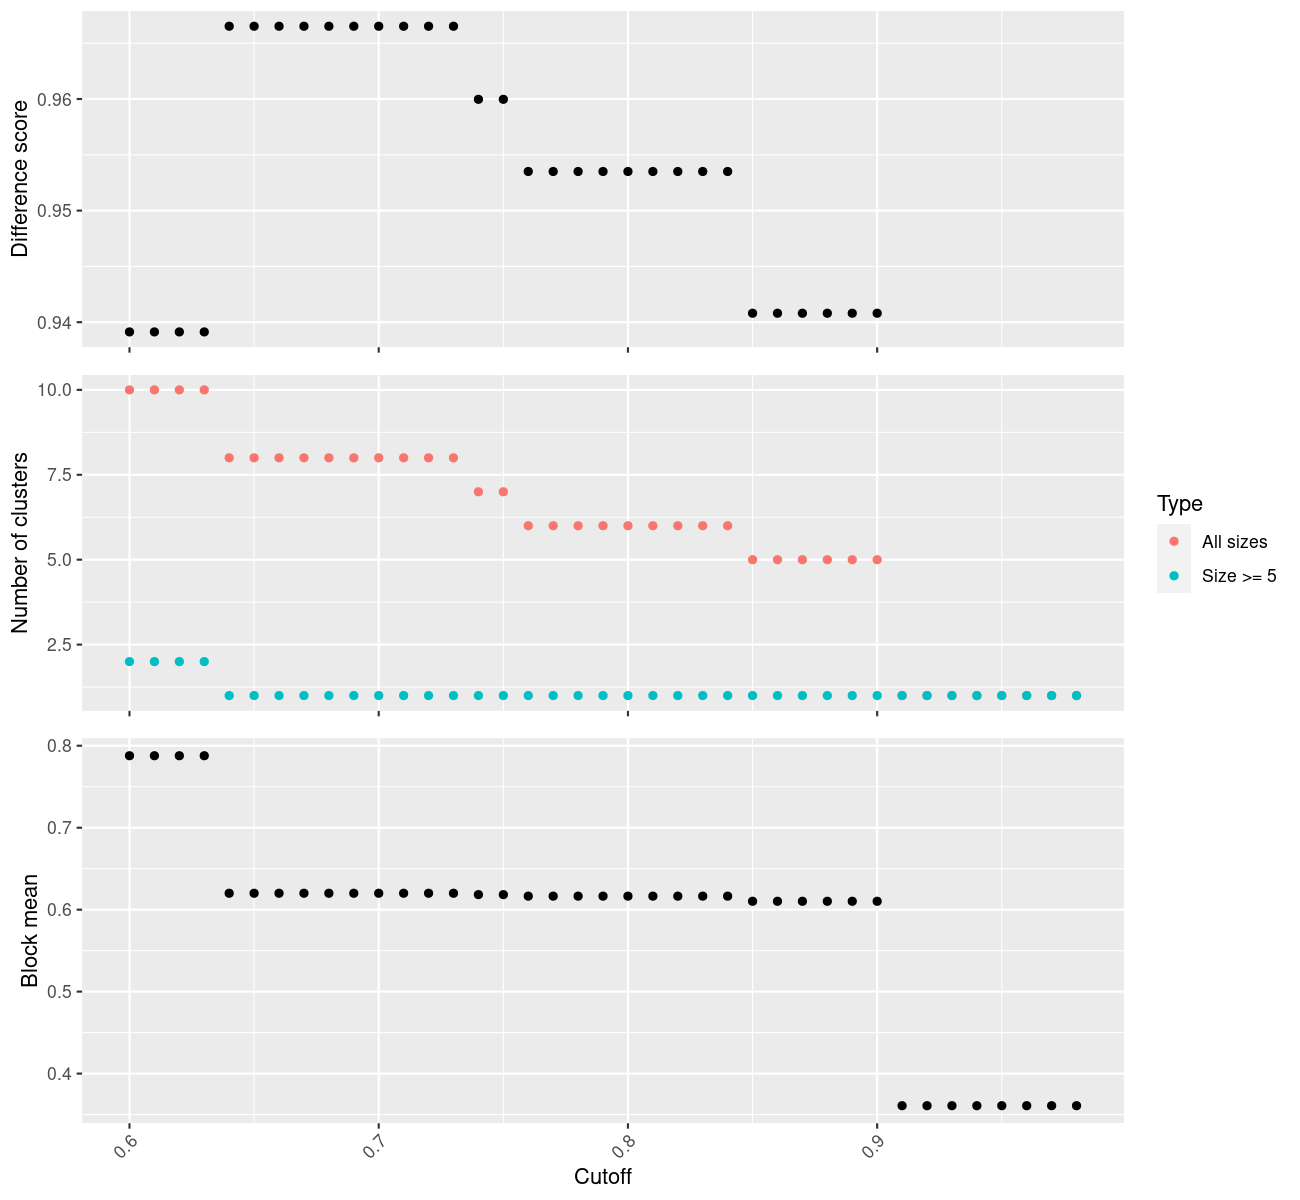 Difference score
0.96
0.95
0.94
Number of clusters
10.0
7.5
5.0
2.5
Type
All sizes
Size >= 5
Block mean
0.8
0.7
0.6
0.5
0.4
0.6
0.7
0.8
0.9
Cutoff